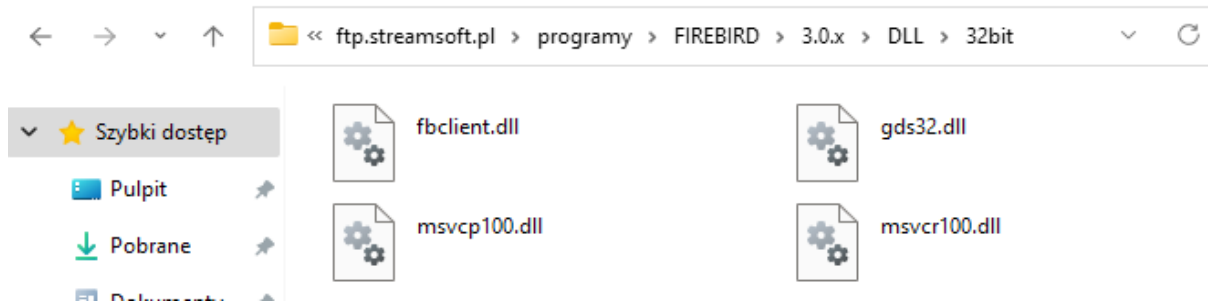 « ftp.streamsoft.pl > programy > FIREBIRD > 3.0.x > DLL > 32bit
Szybki dostęp
Pulpit
Pobrane
Dokumenty
fbclient.dll
gds32.dll
msvcp100.dll
msvcr100.dll